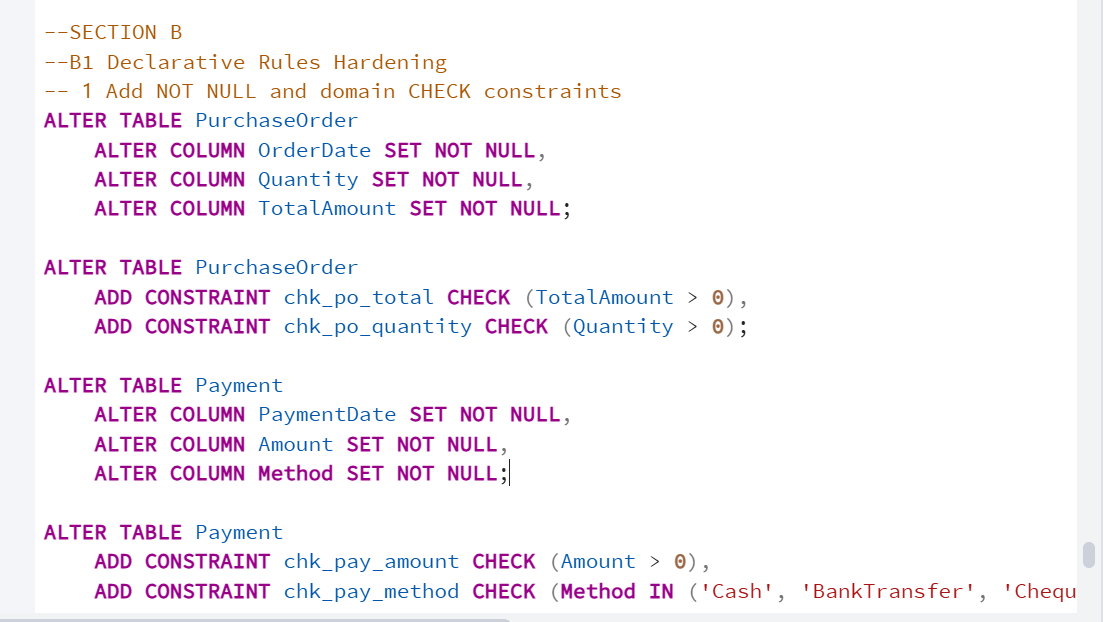 --SECTION B
--B1 Declarative Rules Hardening
-- 1 Add NOT NULL and domain CHECK constraints
ALTER TABLE PurchaseOrder
    ALTER COLUMN OrderDate SET NOT NULL,
    ALTER COLUMN Quantity SET NOT NULL,
    ALTER COLUMN TotalAmount SET NOT NULL;
ALTER TABLE PurchaseOrder
    ADD CONSTRAINT chk_po_total CHECK (TotalAmount > 0),
    ADD CONSTRAINT chk_po_quantity CHECK (Quantity > 0);
ALTER TABLE Payment
    ALTER COLUMN PaymentDate SET NOT NULL,
    ALTER COLUMN Amount SET NOT NULL,
    ALTER COLUMN Method SET NOT NULL;
ALTER TABLE Payment
    ADD CONSTRAINT chk_pay_amount CHECK (Amount > 0),
    ADD CONSTRAINT chk_pay_method CHECK (Method IN ('Cash', 'BankTransfer', 'Chequ